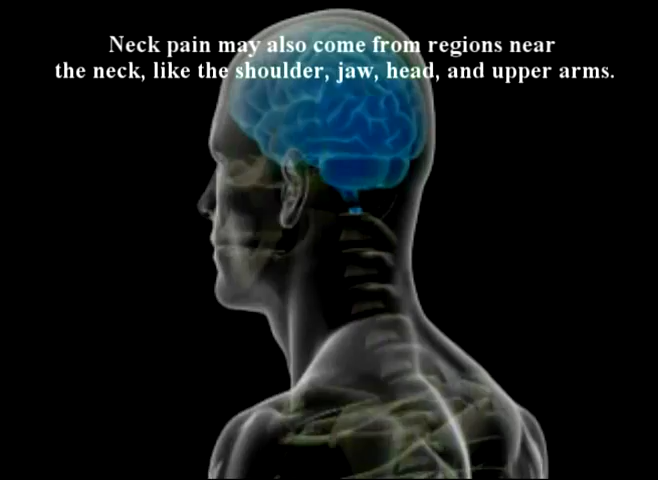 Neck pain may also come from regions near
the neck, like the shoulder, jaw, head, and upper arms.